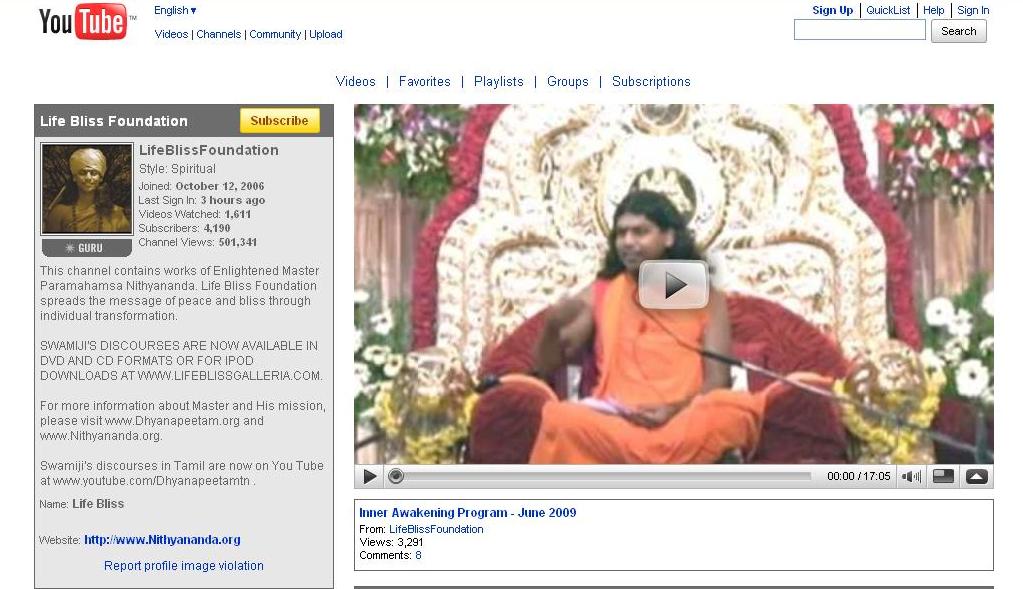 YouTube™
English▼
Sign Up | QuickList | Help | Sign In
Videos | Channels | Community | Upload
Search
Videos | Favorites | Playlists | Groups | Subscriptions
Life Bliss Foundation Subscribe
LifeBlissFoundation
Style: Spiritual
Joined: October 12, 2006
Last Sign In: 3 hours ago
Videos Watched: 1,611
Subscribers: 4,190
Channel Views: 501,341
GURU
This channel contains works of Enlightened Master
Paramahamsa Nithyananda. Life Bliss Foundation
spreads the message of peace and bliss through
individual transformation.
SWAMIJI'S DISCOURSES ARE NOW AVAILABLE IN
DVD AND CD FORMATS OR FOR IPOD
DOWNLOADS AT WWW.LIFEBLISSGALLERIA.COM.
For more information about Master and His mission,
please visit www.Dhyanapeetam.org and
www.Nithyananda.org.
Swamiji's discourses in Tamil are now on You Tube
at www.youtube.com/Dhyanapeetamtn .
Name: Life Bliss
Website: http://www.Nithyananda.org
Report profile image violation
00:00 / 17:05
Inner Awakening Program - June 2009
From: LifeBlissFoundation
Views: 3,291
Comments: 8